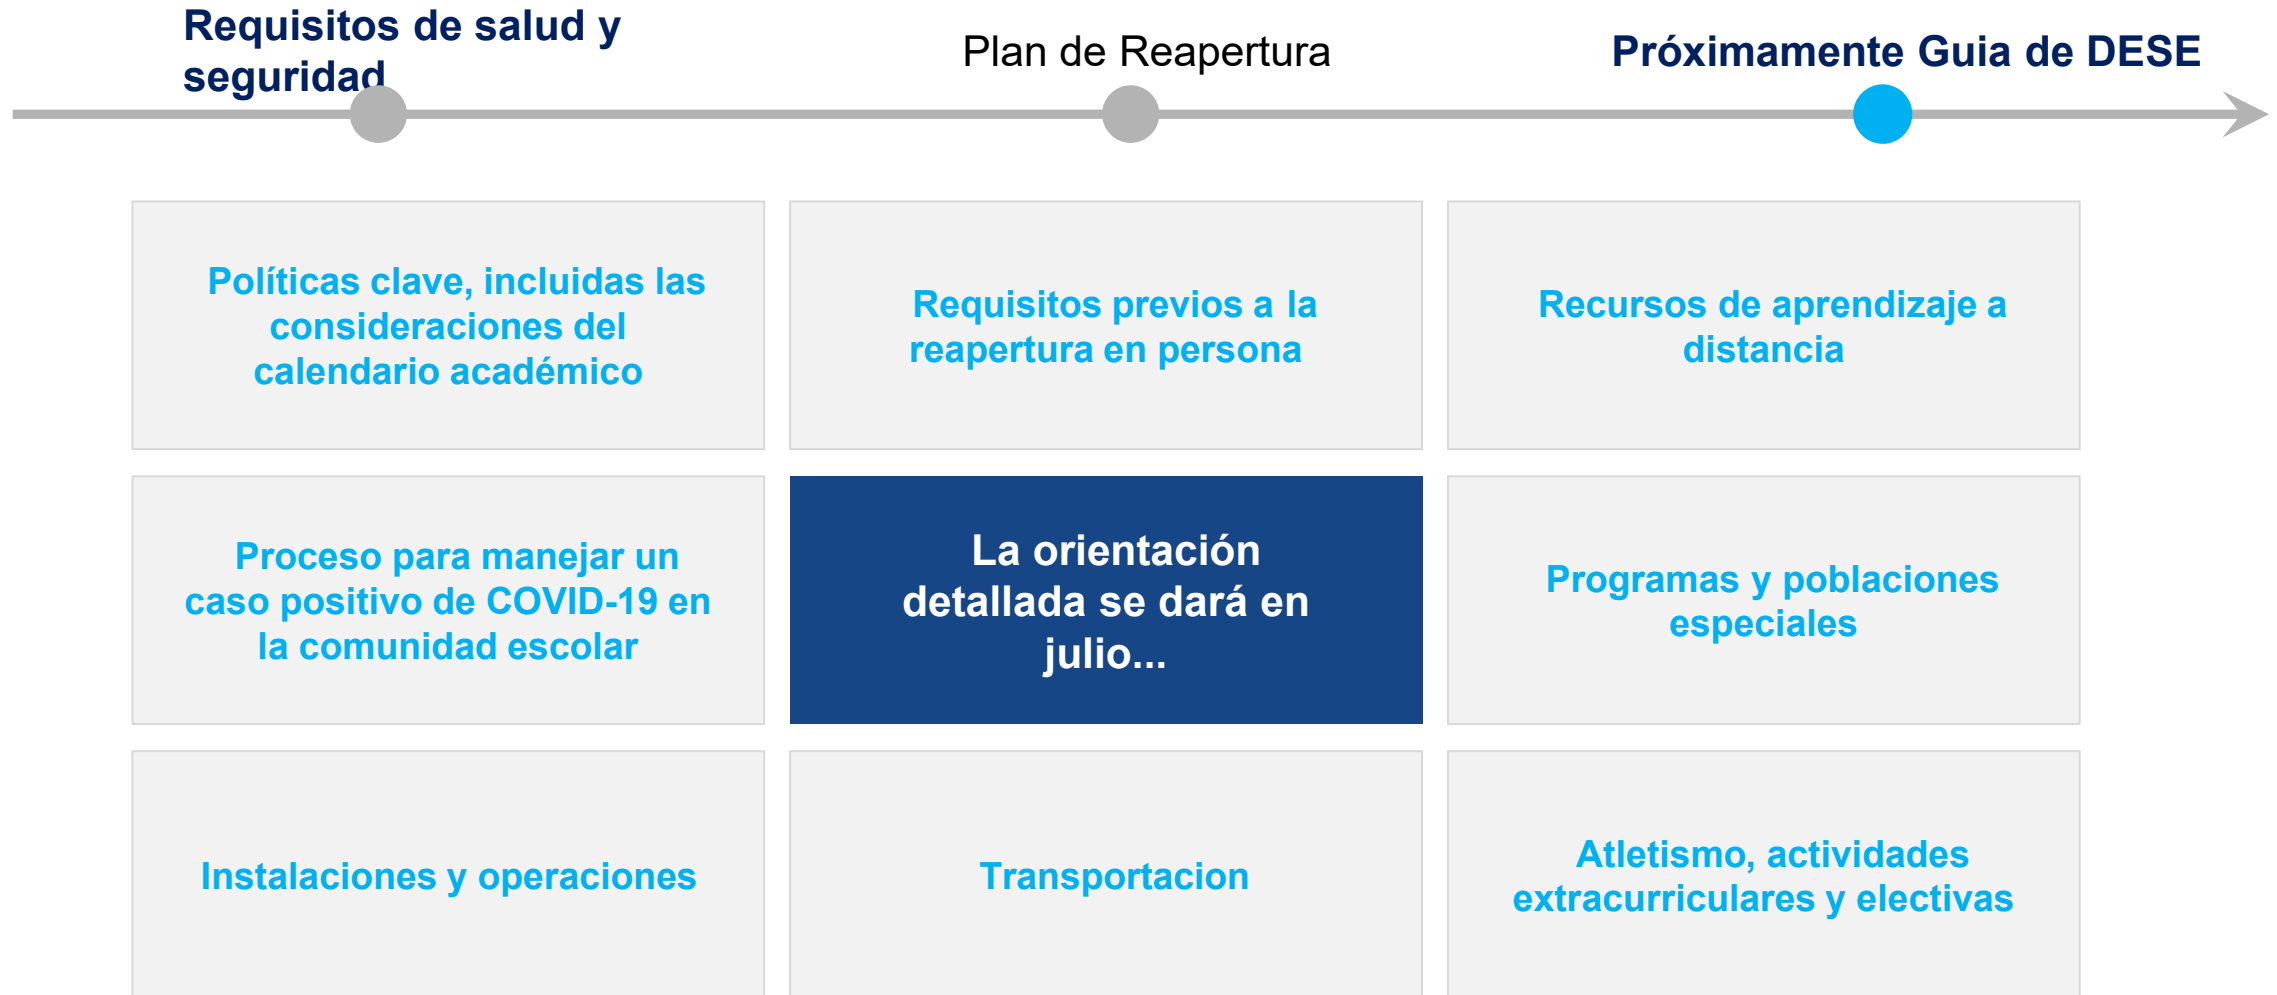 Requisitos de salud y
seguridad
Plan de Reapertura
Próximamente Guia de DESE
Políticas clave, incluidas las
consideraciones del
calendario académico
Requisitos previos a la
reapertura en persona
Recursos de aprendizaje a
distancia
Proceso para manejar un
caso positivo de COVID-19 en
la comunidad escolar
La orientación
detallada se dará en
julio...
Programas y poblaciones
especiales
Instalaciones y operaciones
Transportacion
Atletismo, actividades
extracurriculares y electivas